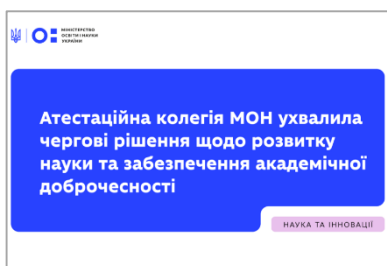 МІНІСТЕРСТВО
ОСВІТИ І НАУКИ
УКРАЇНИ
Атестаційна колегія МОН ухвалила
чергові рішення щодо розвитку
науки та забезпечення академічної
доброчесності
НАУКА ТА ІННОВАЦІЇ